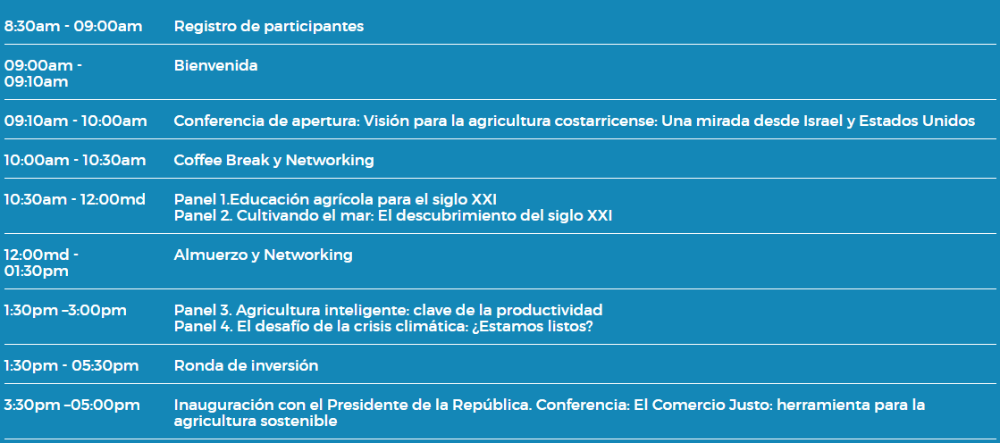 8:30am - 09:00am Registro de participantes
09:00am - Bienvenida
09:10am
09:10am - 10:00am Conferencia de apertura: Visión para la agricultura costarricense: Una mirada desde Israel y Estados Unidos
10:00am - 10:30am Coffee Break y Networking
10:30am - 12:00md Panel 1.Educación agrícola para el siglo XXI
Panel 2. Cultivando el mar: El descubrimiento del siglo XXI
12:00md - Almuerzo y Networking
01:30pm
1:30pm –3:00pm Panel 3. Agricultura inteligente: clave de la productividad
Panel 4. El desafío de la crisis climática: ¿Estamos listos?
1:30pm - 05:30pm Ronda de inversión
3:30pm –05:00pm Inauguración con el Presidente de la República. Conferencia: El Comercio Justo: herramienta para la
agricultura sostenible